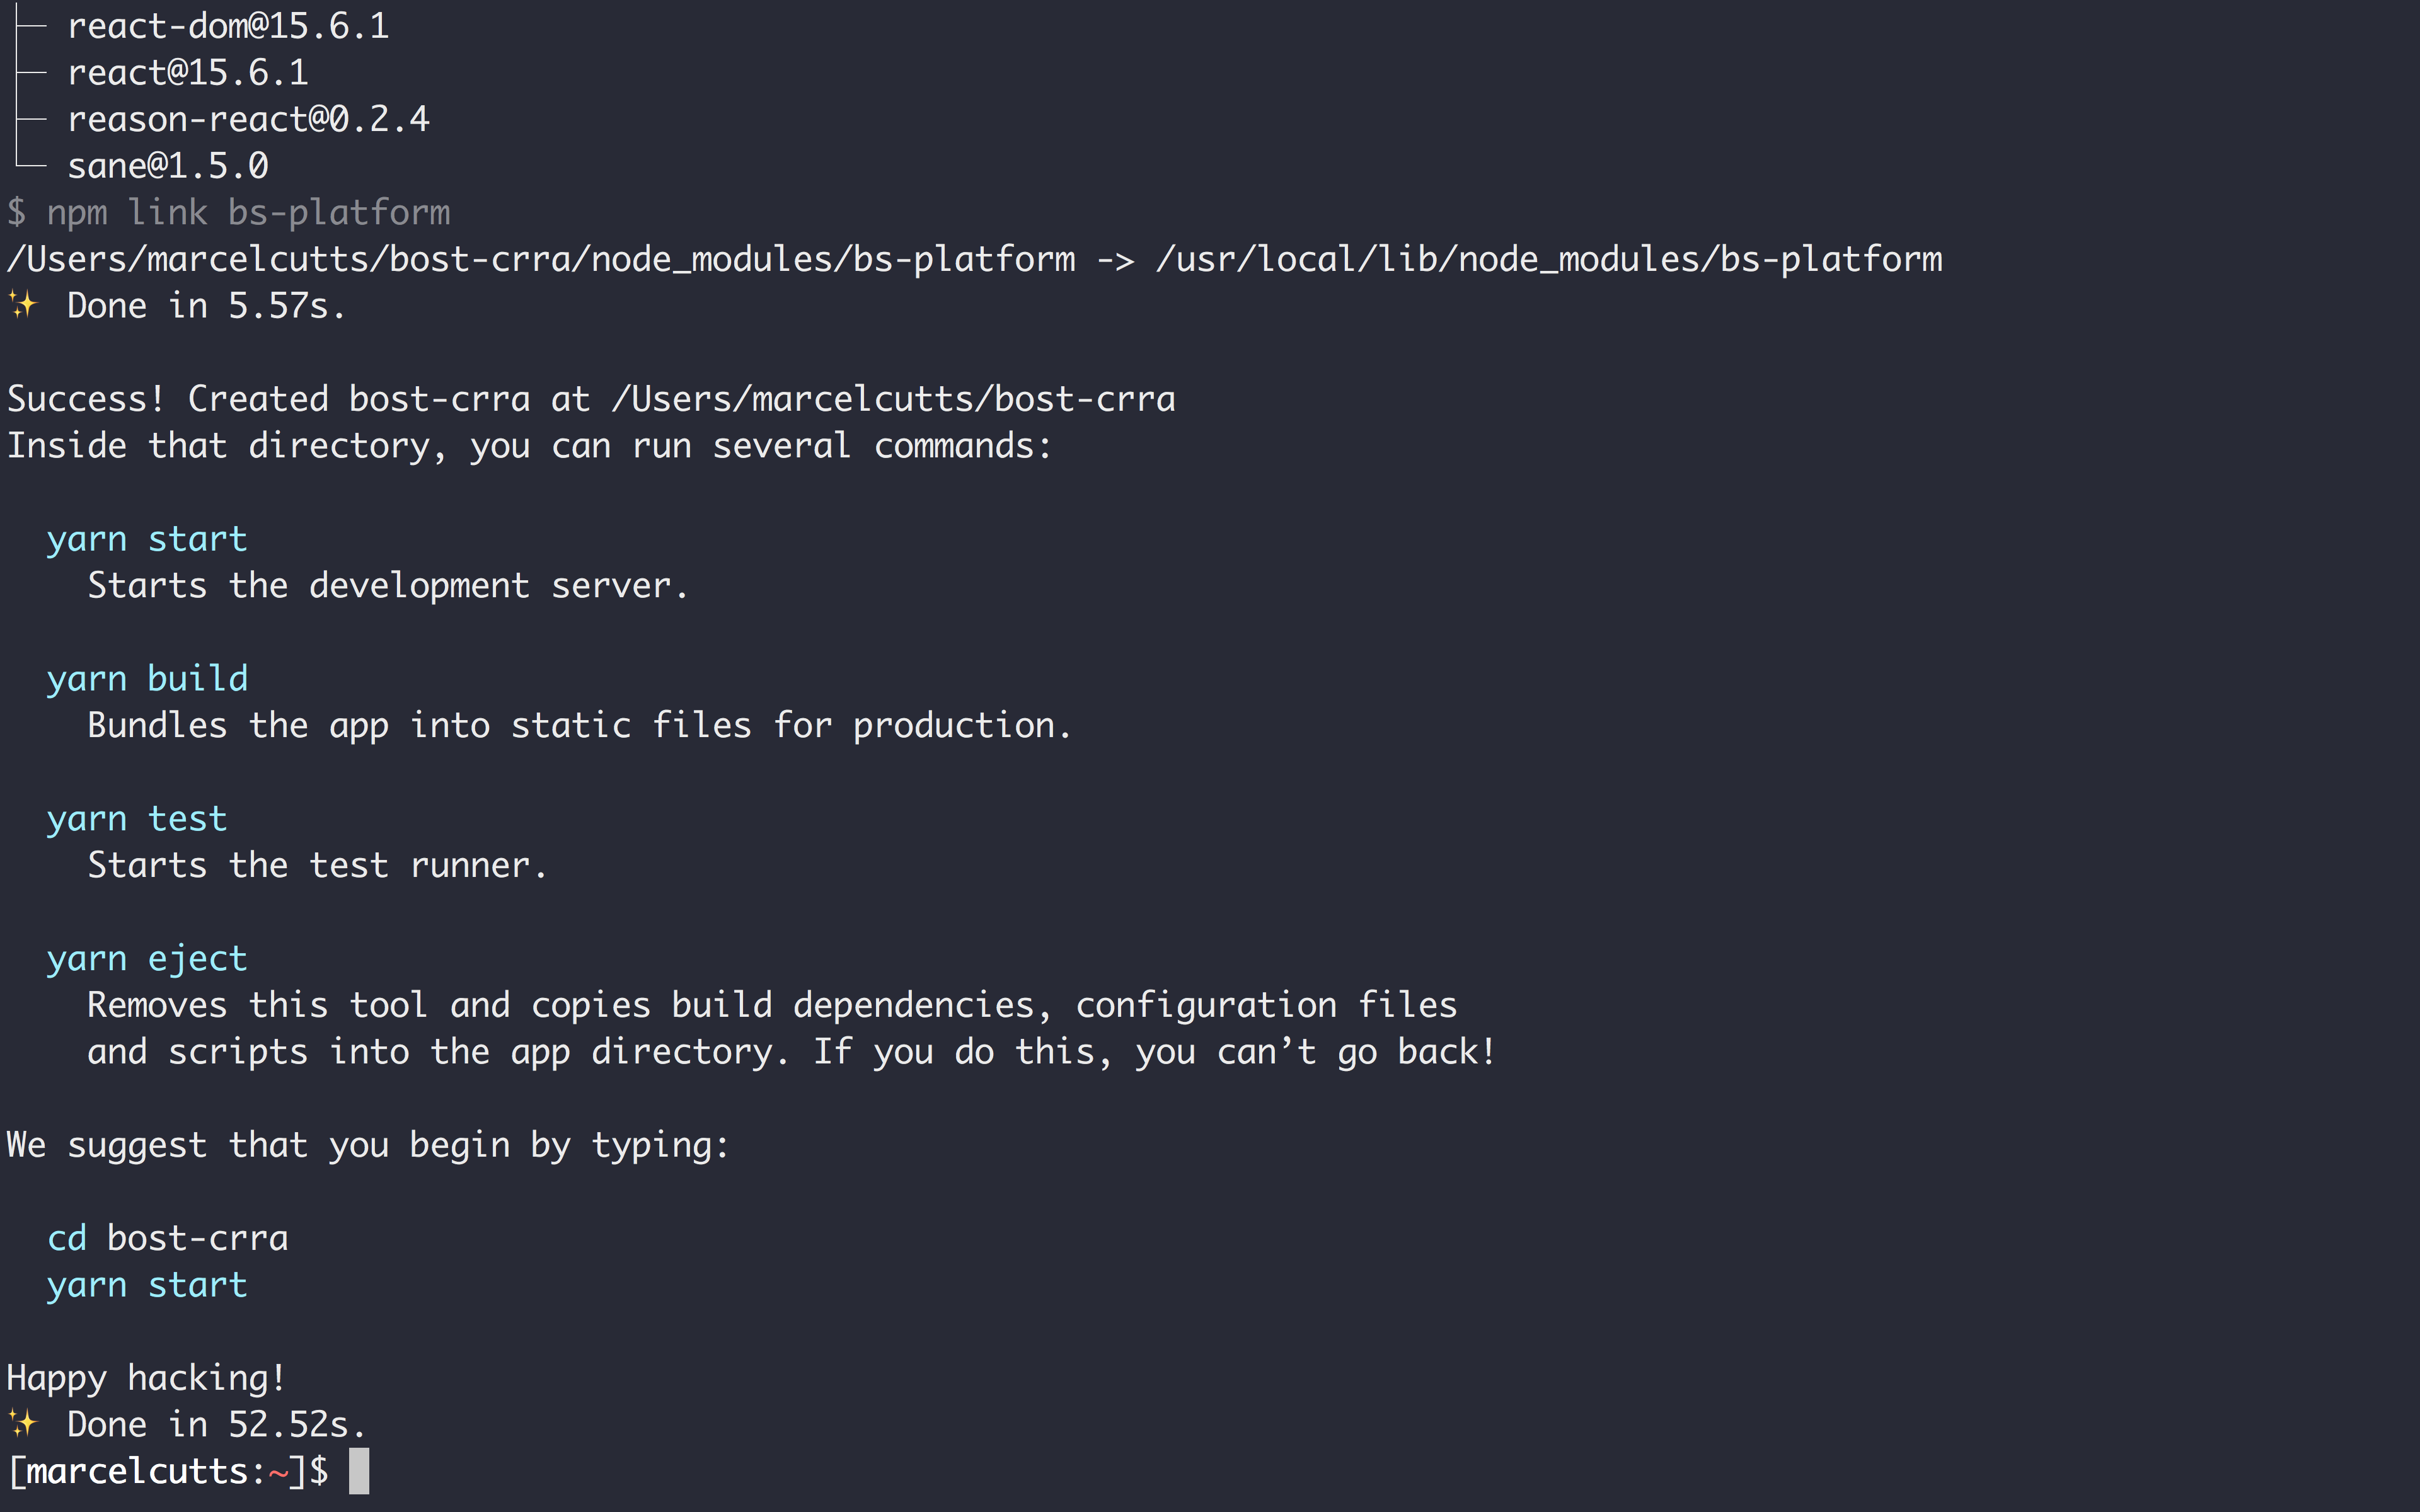 ├─ react-dom@15.6.1
├─ react@15.6.1
├─ reason-react@0.2.4
└─ sane@1.5.0
$ npm link bs-platform
/Users/marcelcutts/bost-crra/node_modules/bs-platform -> /usr/local/lib/node_modules/bs-platform
✨ Done in 5.57s.
Success! Created bost-crra at /Users/marcelcutts/bost-crra
Inside that directory, you can run several commands:
yarn start
Starts the development server.
yarn build
Bundles the app into static files for production.
yarn test
Starts the test runner.
yarn eject
Removes this tool and copies build dependencies, configuration files
and scripts into the app directory. If you do this, you can’t go back!
We suggest that you begin by typing:
cd bost-crra
yarn start
Happy hacking!
✨ Done in 52.52s.
[marcelcutts:~]$